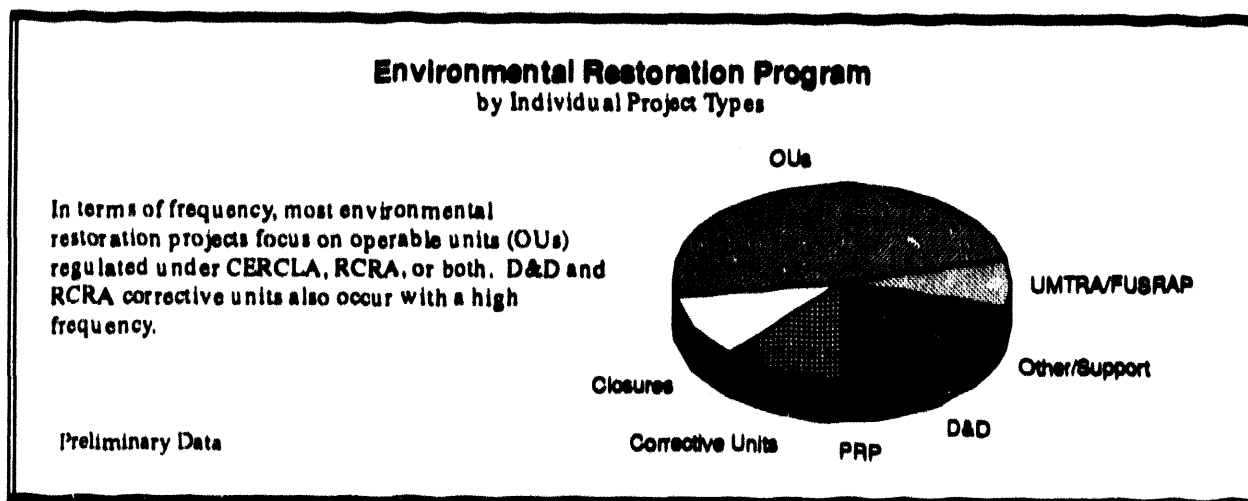 Environmental Restoration Program
by Individual Project Types
In terms of frequency, most environmental
restoration projects focus on operable units (OUs)
regulated under CERCLA, RCRA, or both. D&D and
RCRA corrective units also occur with a high
frequency.
Preliminary Data
OUs
UMTRA/FUSRAP
Other/Support
D&D
PRP
Corrective Units
Closures